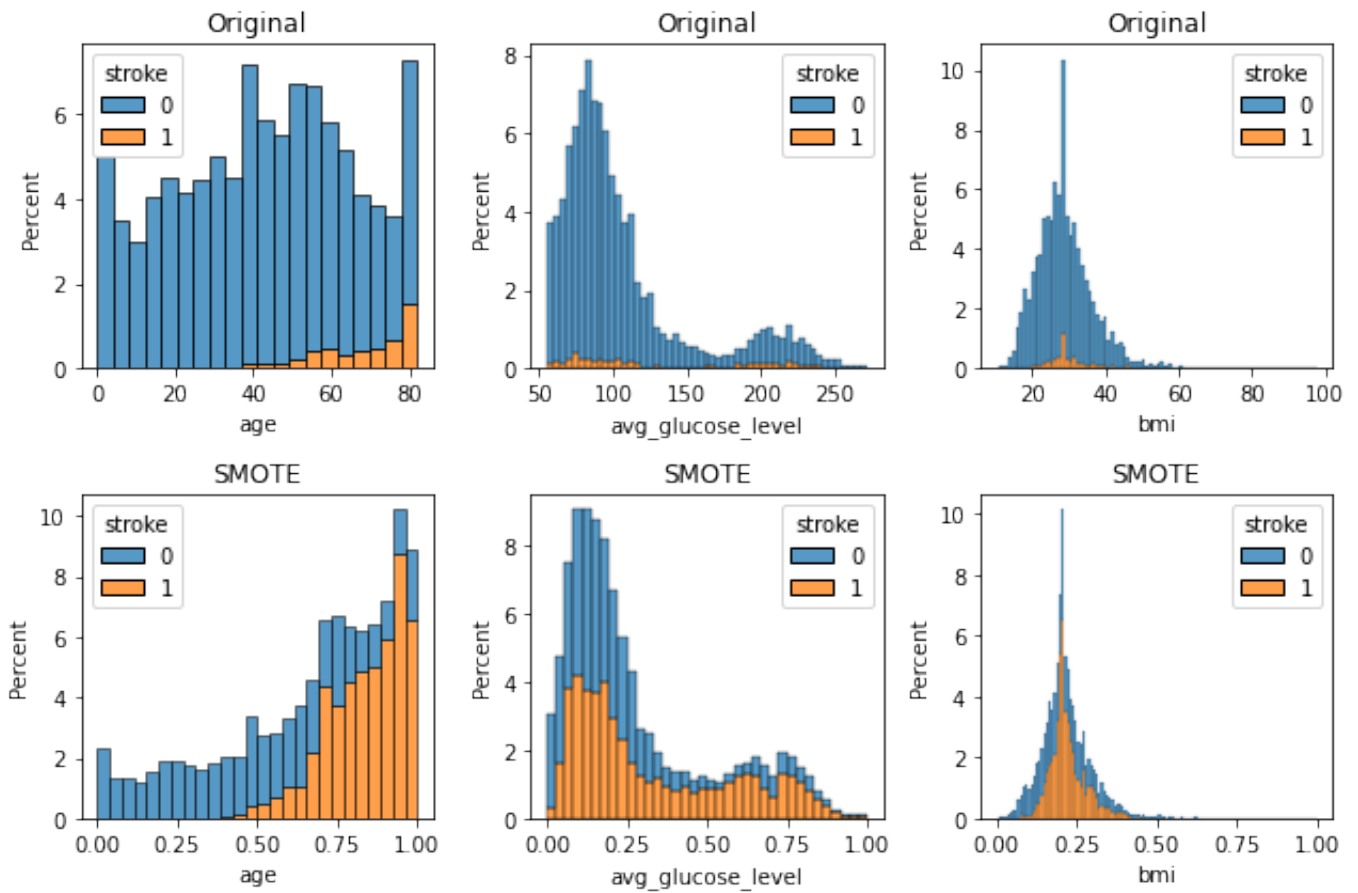 Original
stroke
0
1
6
4
2
0
Percent
0 20 40 60 80
age
Original
stroke
0
1
8
6
4
2
0
Percent
50 100 150 200 250
avg_glucose_level
Original
stroke
0
1
10
8
6
4
2
0
Percent
20 40 60 80 100
bmi
SMOTE
stroke
0
1
10
8
6
4
2
0
Percent
0.00 0.25 0.50 0.75 1.00
age
SMOTE
stroke
0
1
8
6
4
2
0
Percent
0.00 0.25 0.50 0.75 1.00
avg_glucose_level
SMOTE
stroke
0
1
10
8
6
4
2
0
Percent
0.00 0.25 0.50 0.75 1.00
bmi